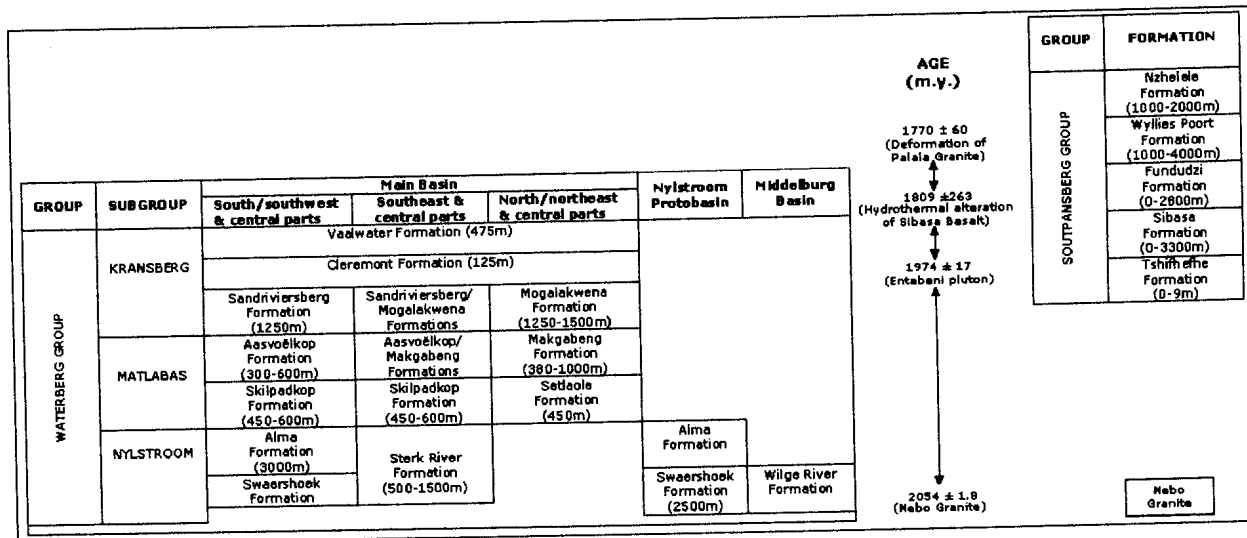 GROUP
SUBGROUP
Main Basin
South/southwest
& central parts
Southeast &
central parts
North/northeast
& central parts
Nylstroom
Protobasin
Middelburg
Basin
WATERBERG GROUP
KRANSBERG
Vaalwater Formation (475m)
Cleremont Formation (125m)
Sandriviersberg
Formation
(1250m)
Sandriviersberg/
Mogalakwena
Formations
Mogalakwena
Formation
(1250-1500m)
MATLABAS
Aasvoëlkop
Formation
(300-600m)
Aasvoëlkop/
Makgabeng
Formations
Makgabeng
Formation
(380-1000m)
Skilpadkop
Formation
(450-600m)
Skilpadkop
Formation
(450-600m)
Setlaole
Formation
(450m)
NYLSTROOM
Alma
Formation
(3000m)
Sterk River
Formation
(500-1500m)
Alma
Formation
Swaershoek
Formation
Swaershoek
Formation
(2500m)
Wilge River
Formation
AGE
(m.y.)
1770 ± 60
(Deformation of
Palala Granite)
1809 ±263
(Hydrothermal alteration
of Sibasa Basalt)
1974 ± 17
(Entabeni pluton)
2054 ± 1.8
(Nebo Granite)
GROUP
FORMATION
SOUTPANSBERG GROUP
Nzhelele
Formation
(1000-2000m)
Wyllies Poort
Formation
(1000-4000m)
Fundudzi
Formation
(0-2800m)
Sibasa
Formation
(0-3300m)
Tshifhefhe
Formation
(0-9m)
Nebo
Granite